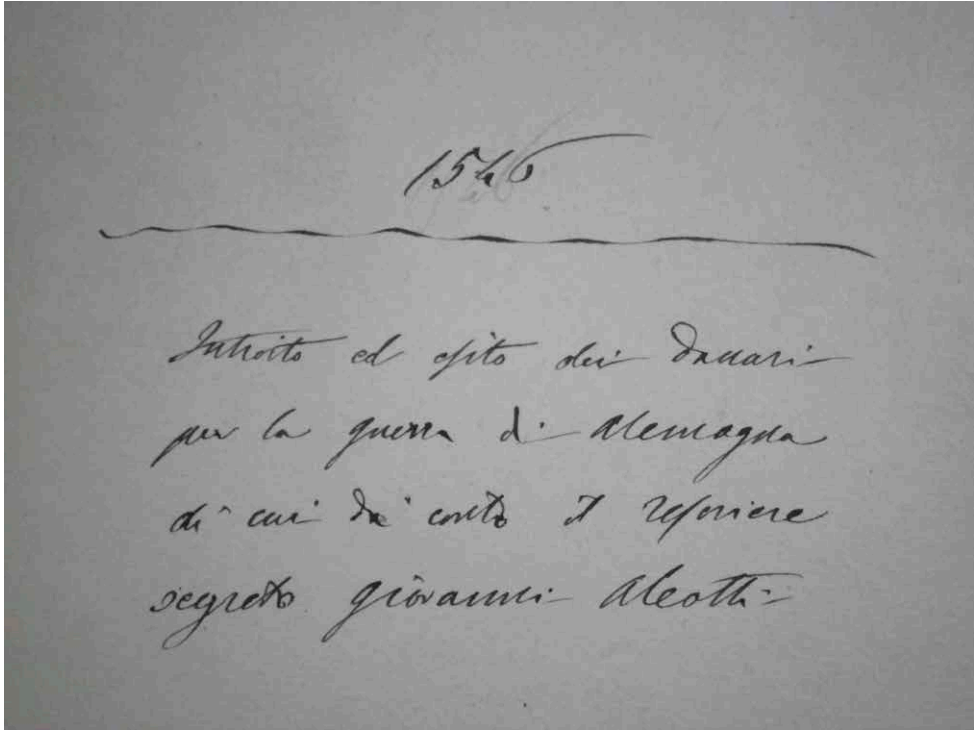 1546
Introito ed esito dei danari
per la guerra di Alemagna
di cui dà conto il tesoriere
segreto Giovanni Aleotti